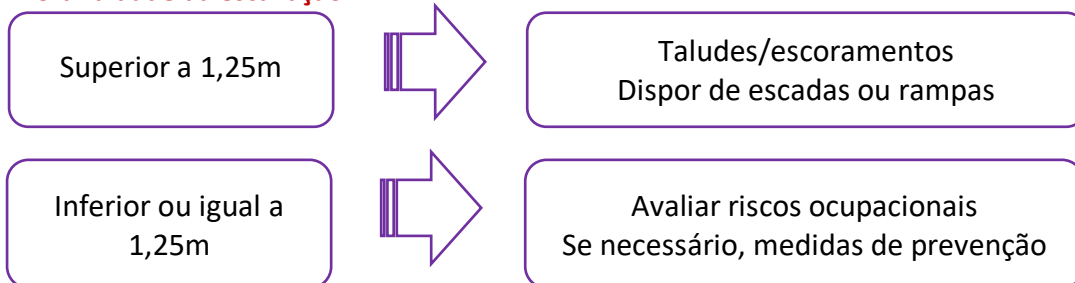 Superior a 1,25m
Taludes/escoramentos
Dispor de escadas ou rampas
Inferior ou igual a
1,25m
Avaliar riscos ocupacionais
Se necessário, medidas de prevenção